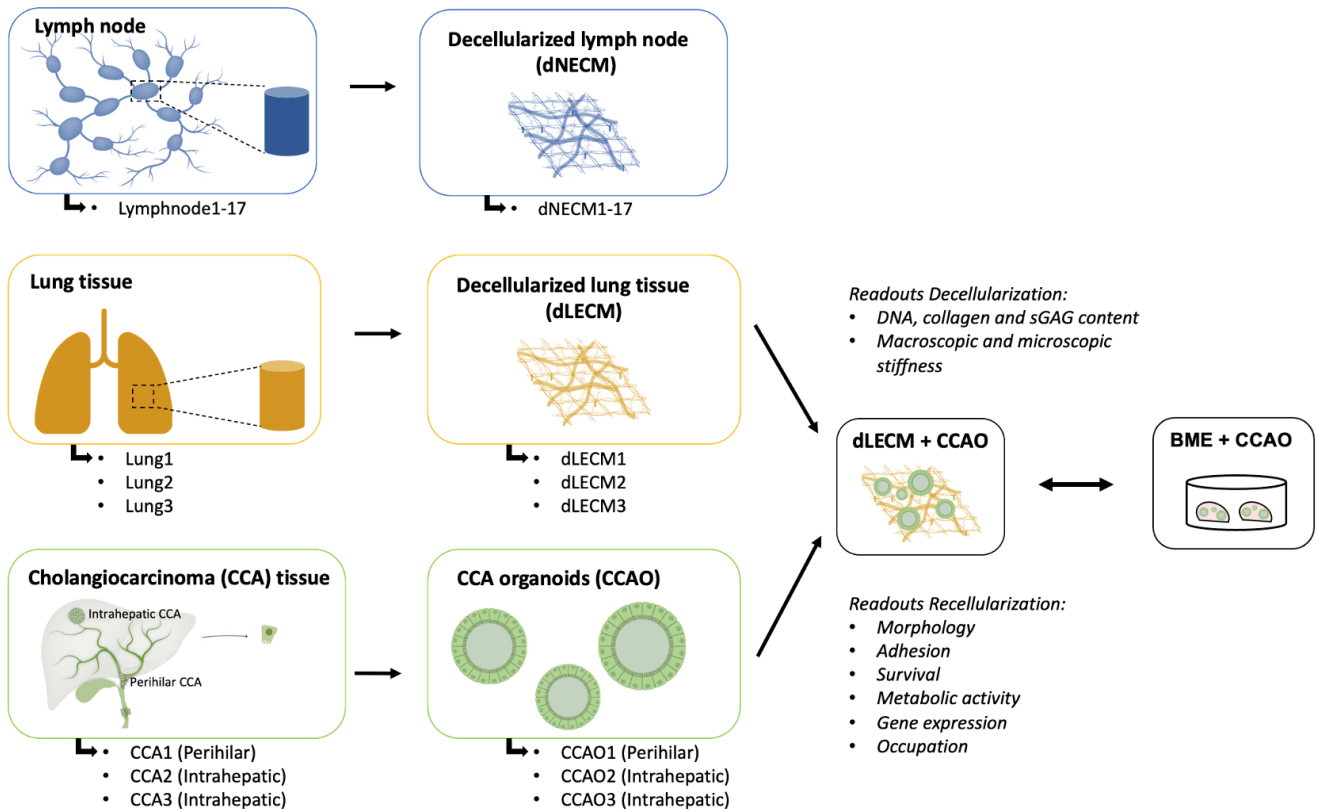 Lymph node
Decellularized lymph node
(dNECM)
• Lymphnode1-17
• dNECM1-17
Lung tissue
Decellularized lung tissue
(dLECM)
• Lung1
• Lung2
• Lung3
• dLECM1
• dLECM2
• dLECM3
Readouts Decellularization:
• DNA, collagen and sGAG content
• Macroscopic and microscopic
stiffness
dLECM + CCAO
BME + CCAO
Cholangiocarcinoma (CCA) tissue
Intrahepatic CCA
Perihilar CCA
CCA organoids (CCAO)
• CCA1 (Perihilar)
• CCA2 (Intrahepatic)
• CCA3 (Intrahepatic)
• CCAO1 (Perihilar)
• CCAO2 (Intrahepatic)
• CCAO3 (Intrahepatic)
Readouts Recellularization:
• Morphology
• Adhesion
• Survival
• Metabolic activity
• Gene expression
• Occupation